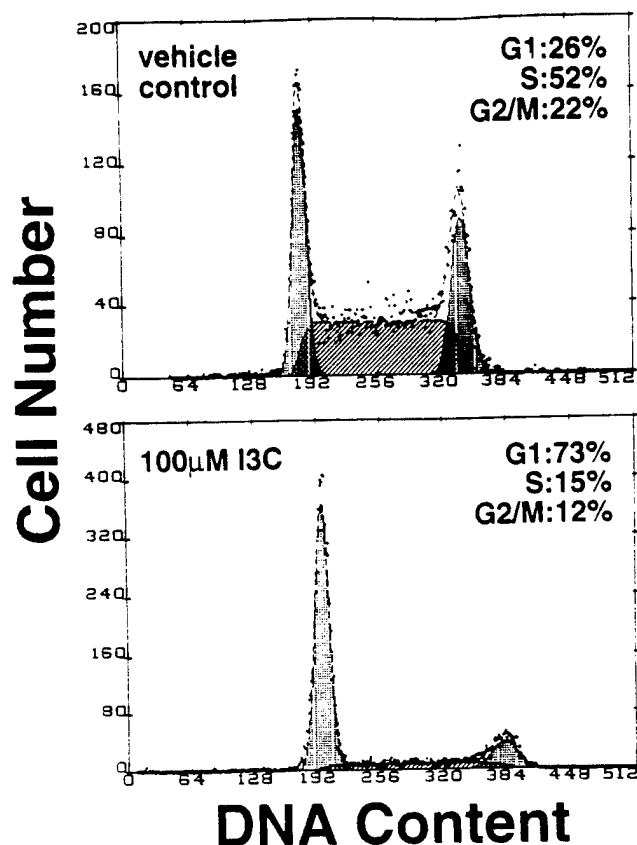 Cell Number
200
160
120
80
40
0
vehicle
control
G1:26%
S:52%
G2/M:22%
0 64 128 192 256 320 384 448 512
480
400
320
240
160
80
0
100μM I3C
G1:73%
S:15%
G2/M:12%
0 64 128 192 256 320 384 448 512
DNA Content